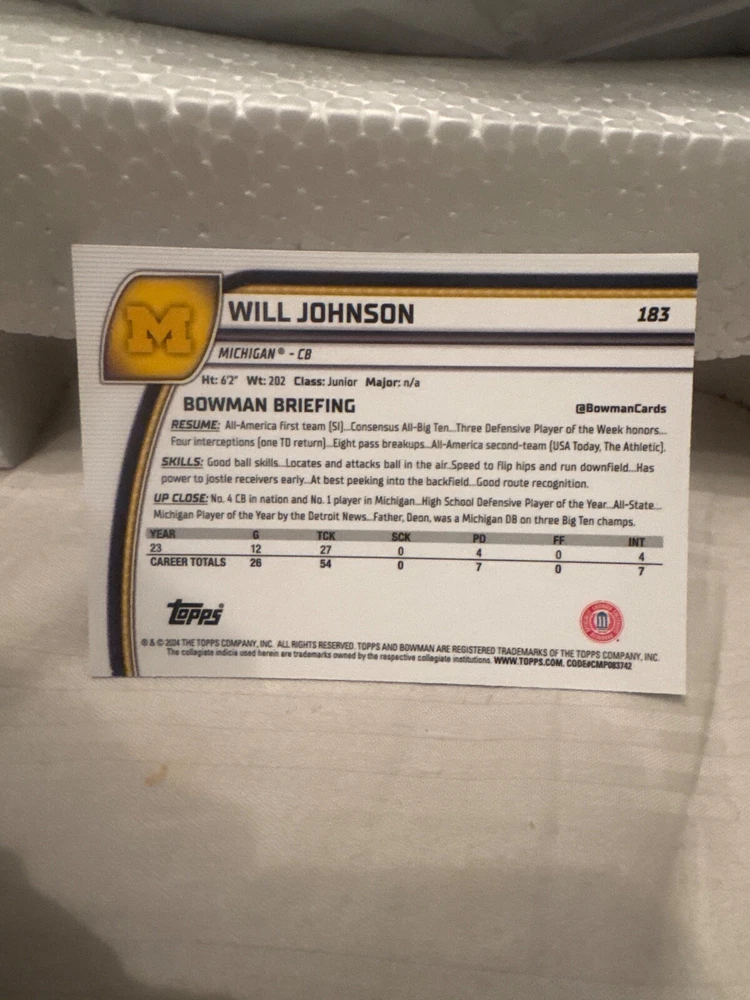 M
WILL JOHNSON
183
MICHIGAN® - CB
Ht: 6'2" Wt: 202 Class: Junior Major: n/a
BOWMAN BRIEFING
@BowmanCards
RESUME: All-America first team (SI)...Consensus All-Big Ten...Three Defensive Player of the Week honors...
Four interceptions (one TD return)...Eight pass breakups...All-America second-team (USA Today, The Athletic).
SKILLS: Good ball skills...Locates and attacks ball in the air..Speed to flip hips and run downfield...Has
power to jostle receivers early...At best peeking into the backfield...Good route recognition.
UP CLOSE: No. 4 CB in nation and No. 1 player in Michigan...High School Defensive Player of the Year...All-State...
Michigan Player of the Year by the Detroit News...Father, Deon, was a Michigan DB on three Big Ten champs.
YEAR G TCK SCK PD FF INT
23 12 27 0 4 0 4
CAREER TOTALS 26 54 0 7 0 7
Topps
® & © 2024 THE TOPPS COMPANY, INC. ALL RIGHTS RESERVED. TOPPS AND BOWMAN ARE REGISTERED TRADEMARKS OF THE TOPPS COMPANY, INC.
The collegiate indicia used herein are trademarks owned by the respective collegiate institutions. WWW.TOPPS.COM. CODE#CMP083742